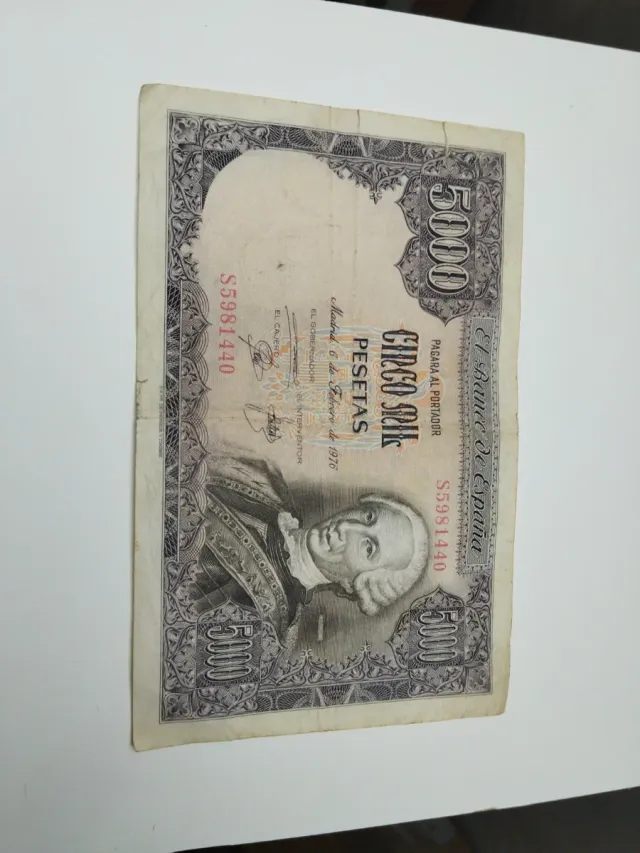 El Banco de España
5000
S5981440
PAGARA AL PORTADOR
CINCO MIL
PESETAS
Madrid, 6 de Febrero de 1976
EL GOBERNADOR
EL INTERVENTOR
EL CAJERO
S5981440
5000
5000